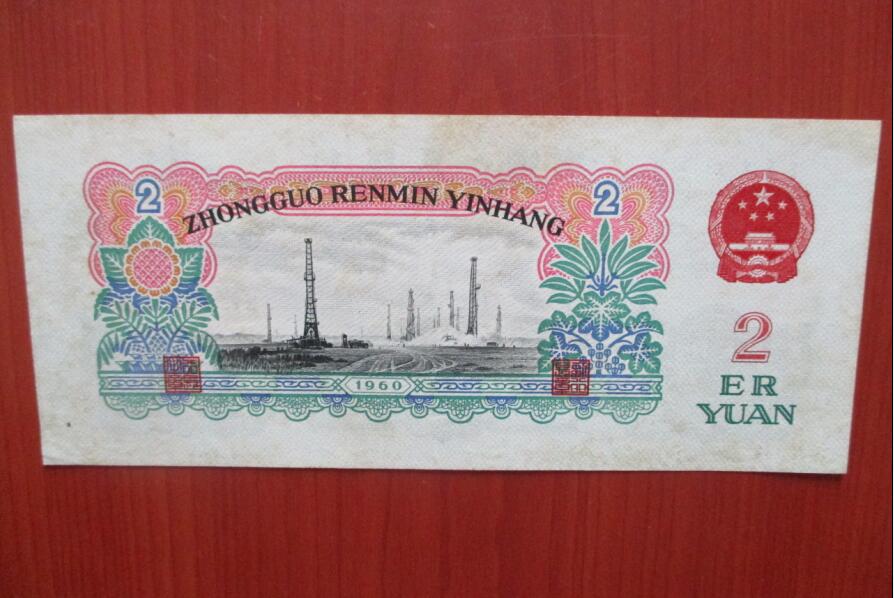 2
2
ZHONGGUO RENMIN YINHANG
1960
2
ER
YUAN